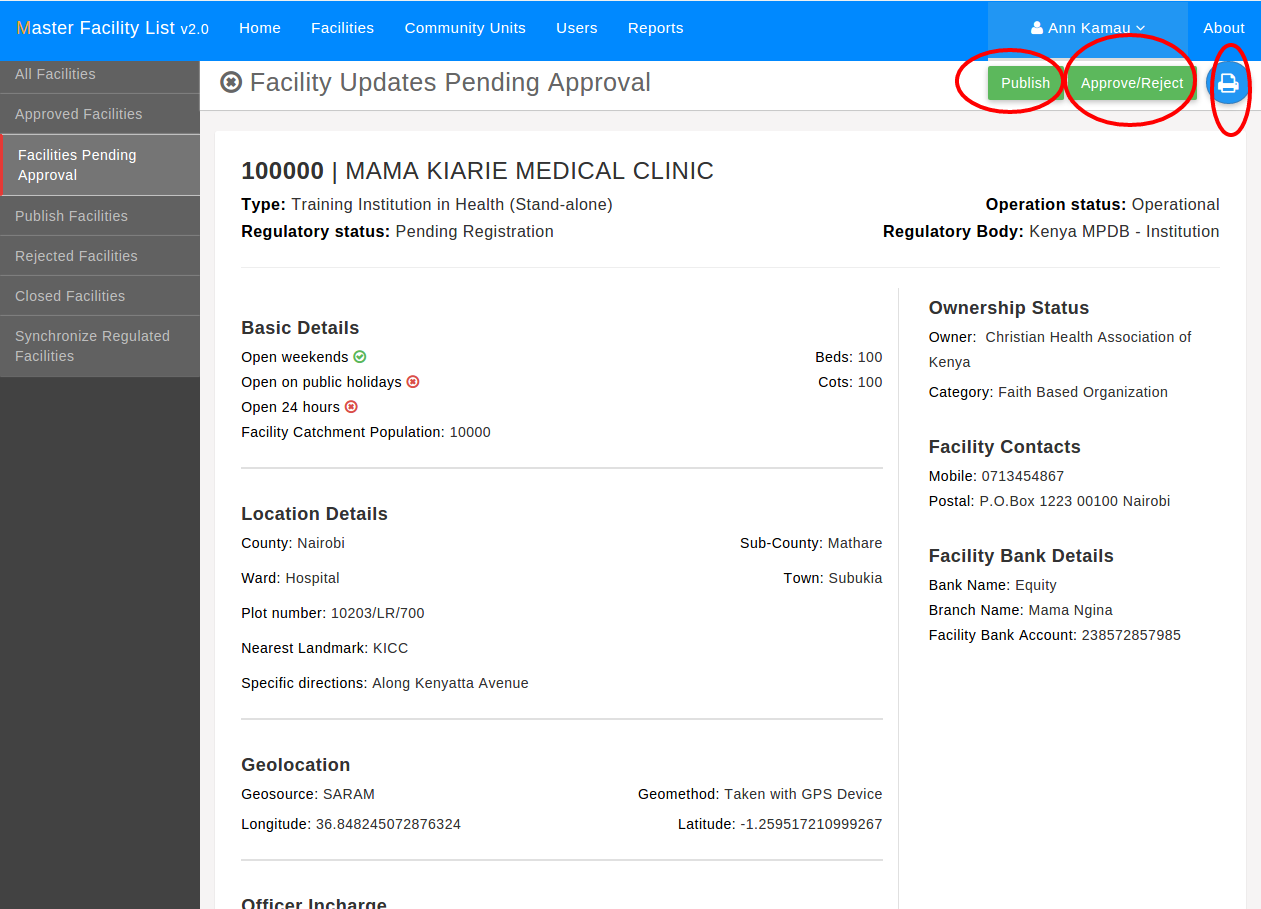 Master Facility List v2.0 Home Facilities Community Units Users Reports Ann Kamau About
All Facilities
Approved Facilities
Facilities Pending
Approval
Publish Facilities
Rejected Facilities
Closed Facilities
Synchronize Regulated
Facilities
Facility Updates Pending Approval
Publish Approve/Reject
100000 | MAMA KIARIE MEDICAL CLINIC
Type: Training Institution in Health (Stand-alone) Operation status: Operational
Regulatory status: Pending Registration Regulatory Body: Kenya MPDB - Institution
Basic Details
Open weekends Beds: 100
Open on public holidays Cots: 100
Open 24 hours
Facility Catchment Population: 10000
Location Details
County: Nairobi Sub-County: Mathare
Ward: Hospital Town: Subukia
Plot number: 10203/LR/700
Nearest Landmark: KICC
Specific directions: Along Kenyatta Avenue
Geolocation
Geosource: SARAM Geomethod: Taken with GPS Device
Longitude: 36.848245072876324 Latitude: -1.259517210999267
Officer Incharge
Ownership Status
Owner: Christian Health Association of
Kenya
Category: Faith Based Organization
Facility Contacts
Mobile: 0713454867
Postal: P.O.Box 1223 00100 Nairobi
Facility Bank Details
Bank Name: Equity
Branch Name: Mama Ngina
Facility Bank Account: 238572857985